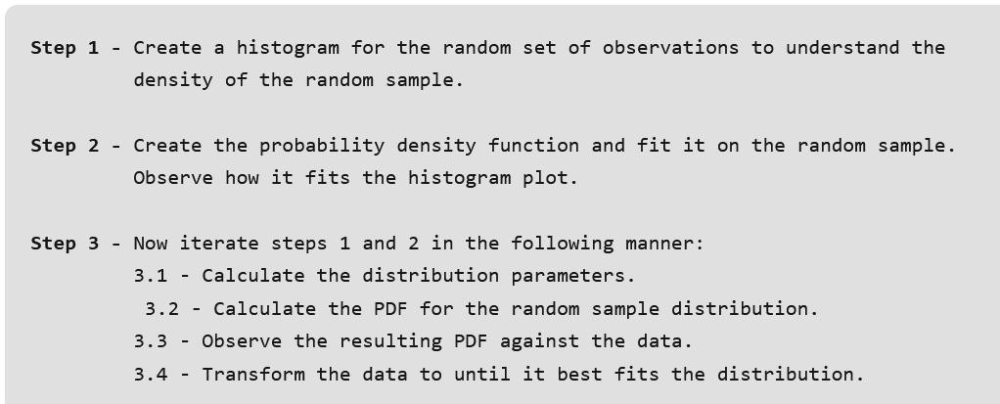 Step 1 - Create a histogram for the random set of observations to understand the
density of the random sample.
Step 2 - Create the probability density function and fit it on the random sample.
Observe how it fits the histogram plot.
Step 3 - Now iterate steps 1 and 2 in the following manner:
3.1 - Calculate the distribution parameters.
3.2 - Calculate the PDF for the random sample distribution.
3.3 - Observe the resulting PDF against the data.
3.4 - Transform the data to until it best fits the distribution.